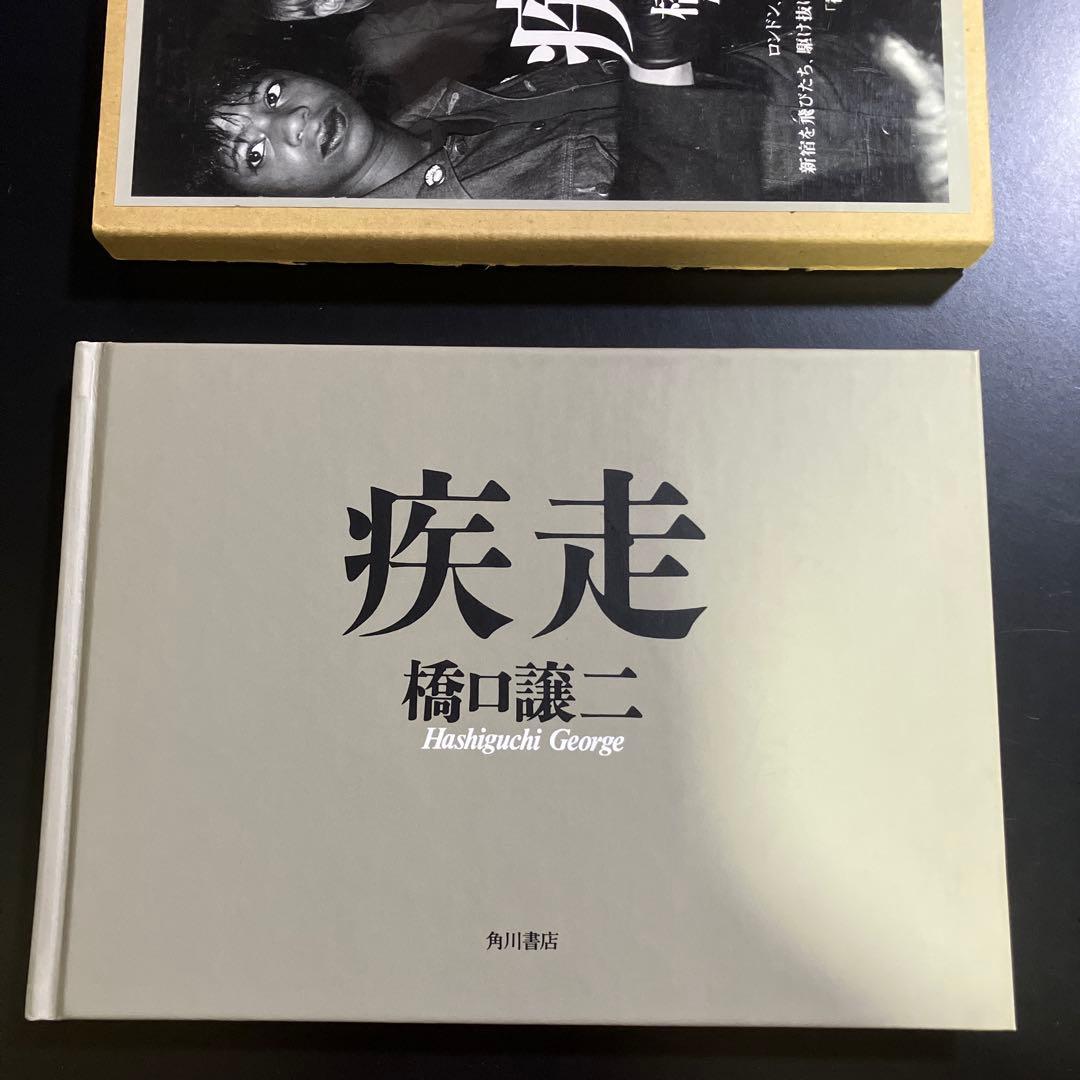 疾
ロンドン、
新宿を飛びたち、駆け抜け
疾走
橋口譲二
Hashiguchi George
角川書店